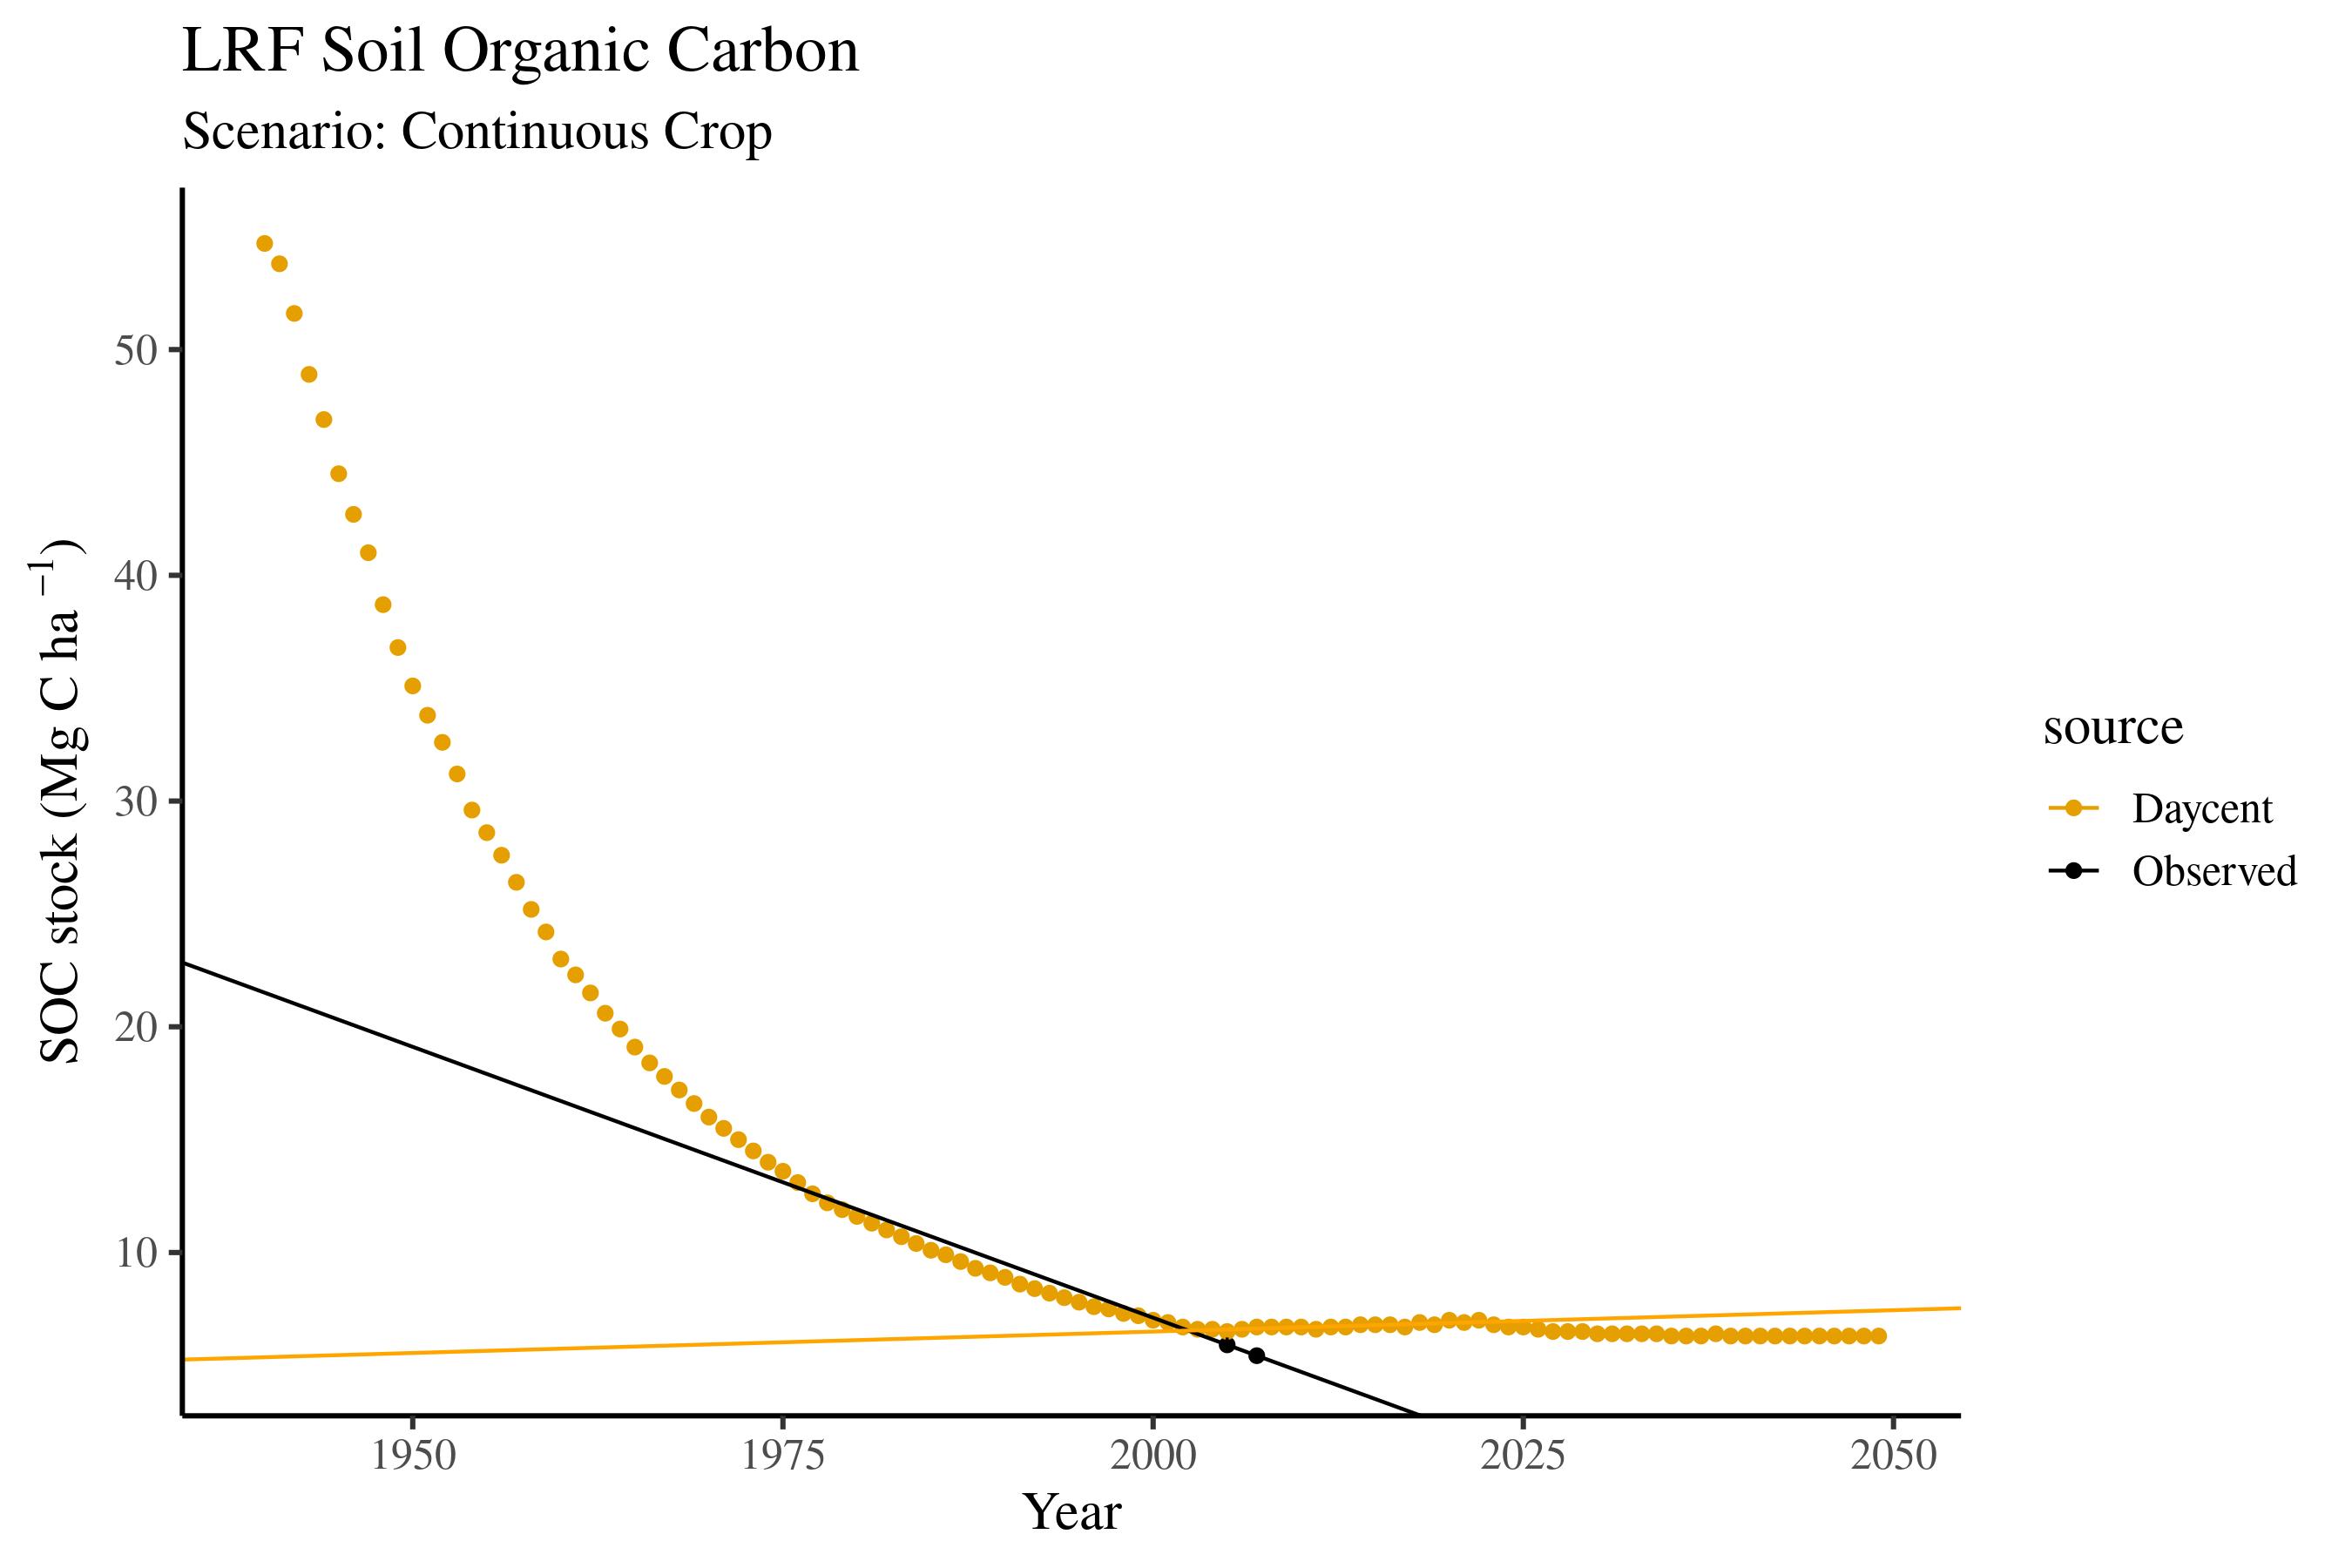 LRF Soil Organic Carbon
Scenario: Continuous Crop
SOC stock (Mg C ha⁻¹)
50
40
30
20
10
1950 1975 2000 2025 2050
Year
source
Daycent
Observed